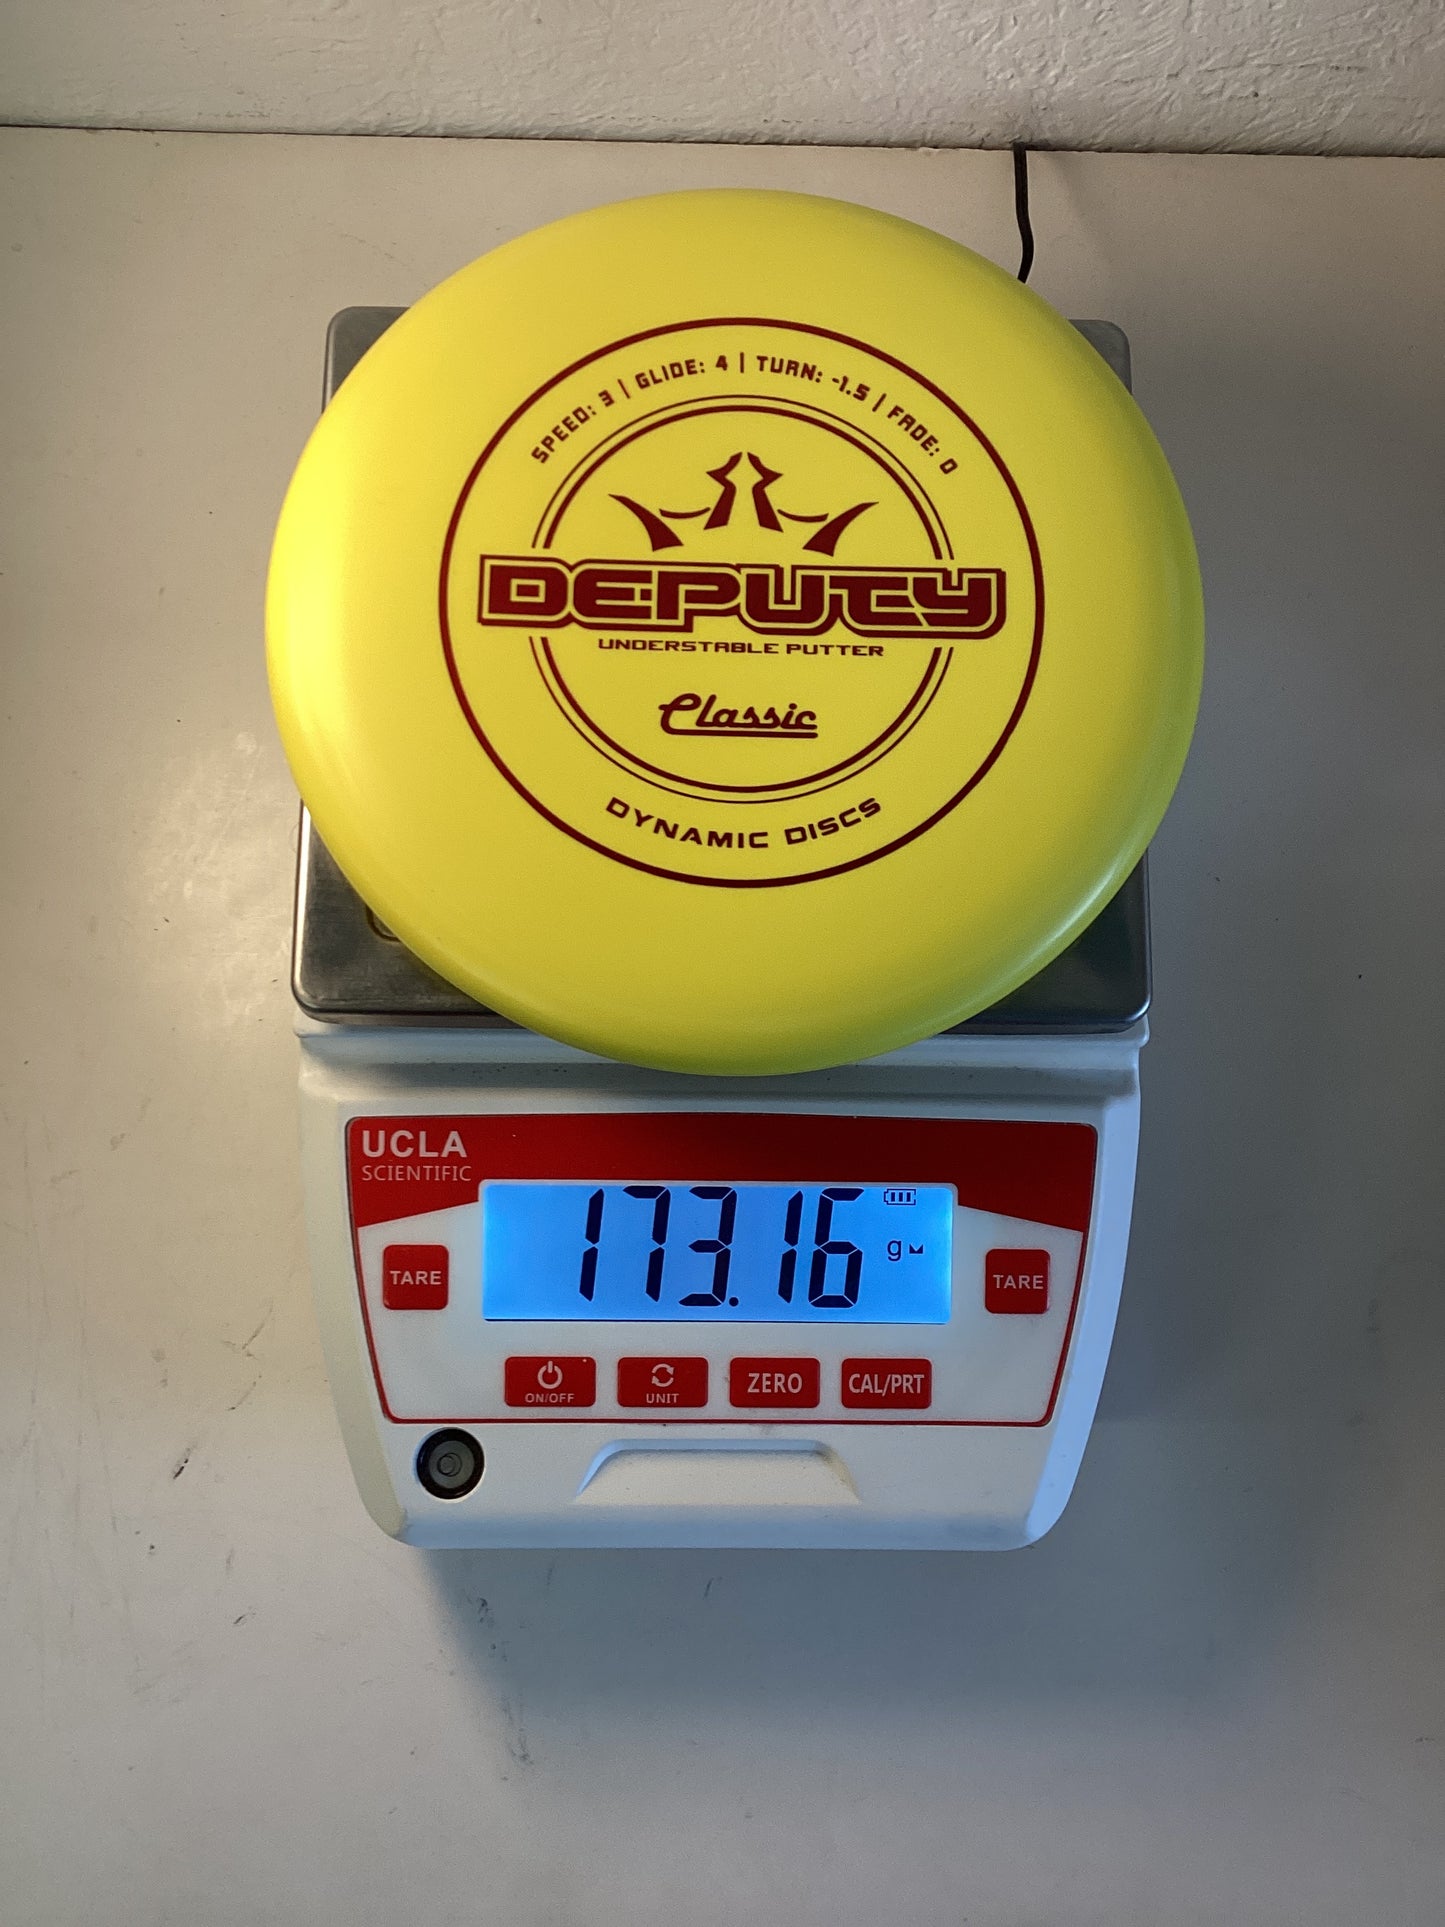 SPEED: 3 | GLIDE: 4 | TURN: -1.5 | FADE: 0
DEPUTY
UNDERSTABLE PUTTER
Classic
DYNAMIC DISCS
UCLA
SCIENTIFIC
173.16 g
TARE
TARE
ON/OFF
UNIT
ZERO
CAL/PRT